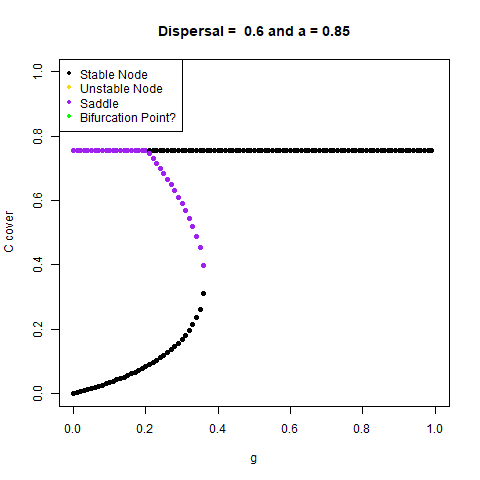 Dispersal =  0.6 and a = 0.85
Stable Node
Unstable Node
Saddle
Bifurcation Point?
C cover
1.0
0.8
0.6
0.4
0.2
0.0
0.0 0.2 0.4 0.6 0.8 1.0
g